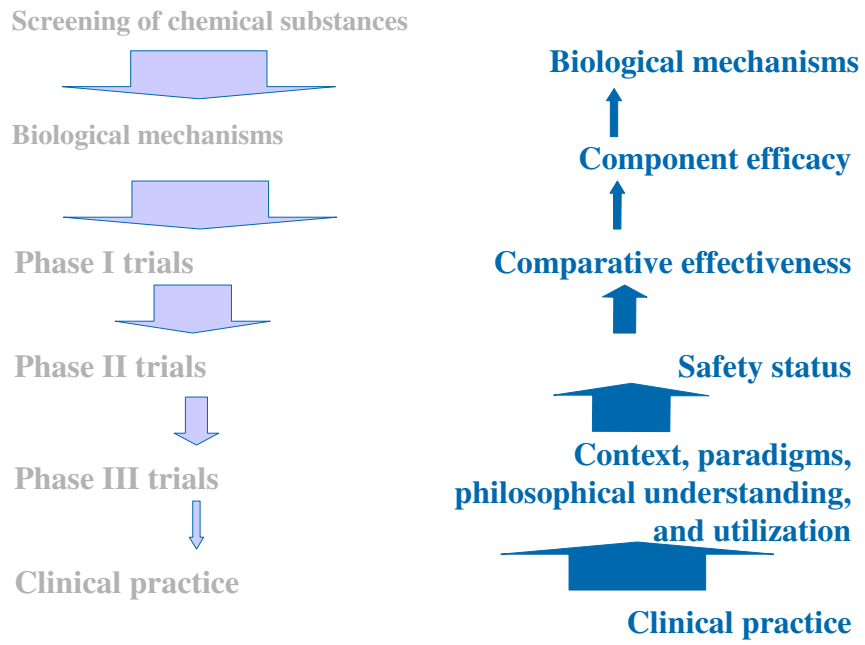 Screening of chemical substances
Biological mechanisms
Phase I trials
Phase II trials
Phase III trials
Clinical practice
Biological mechanisms
Component efficacy
Comparative effectiveness
Safety status
Context, paradigms,
philosophical understanding,
and utilization
Clinical practice